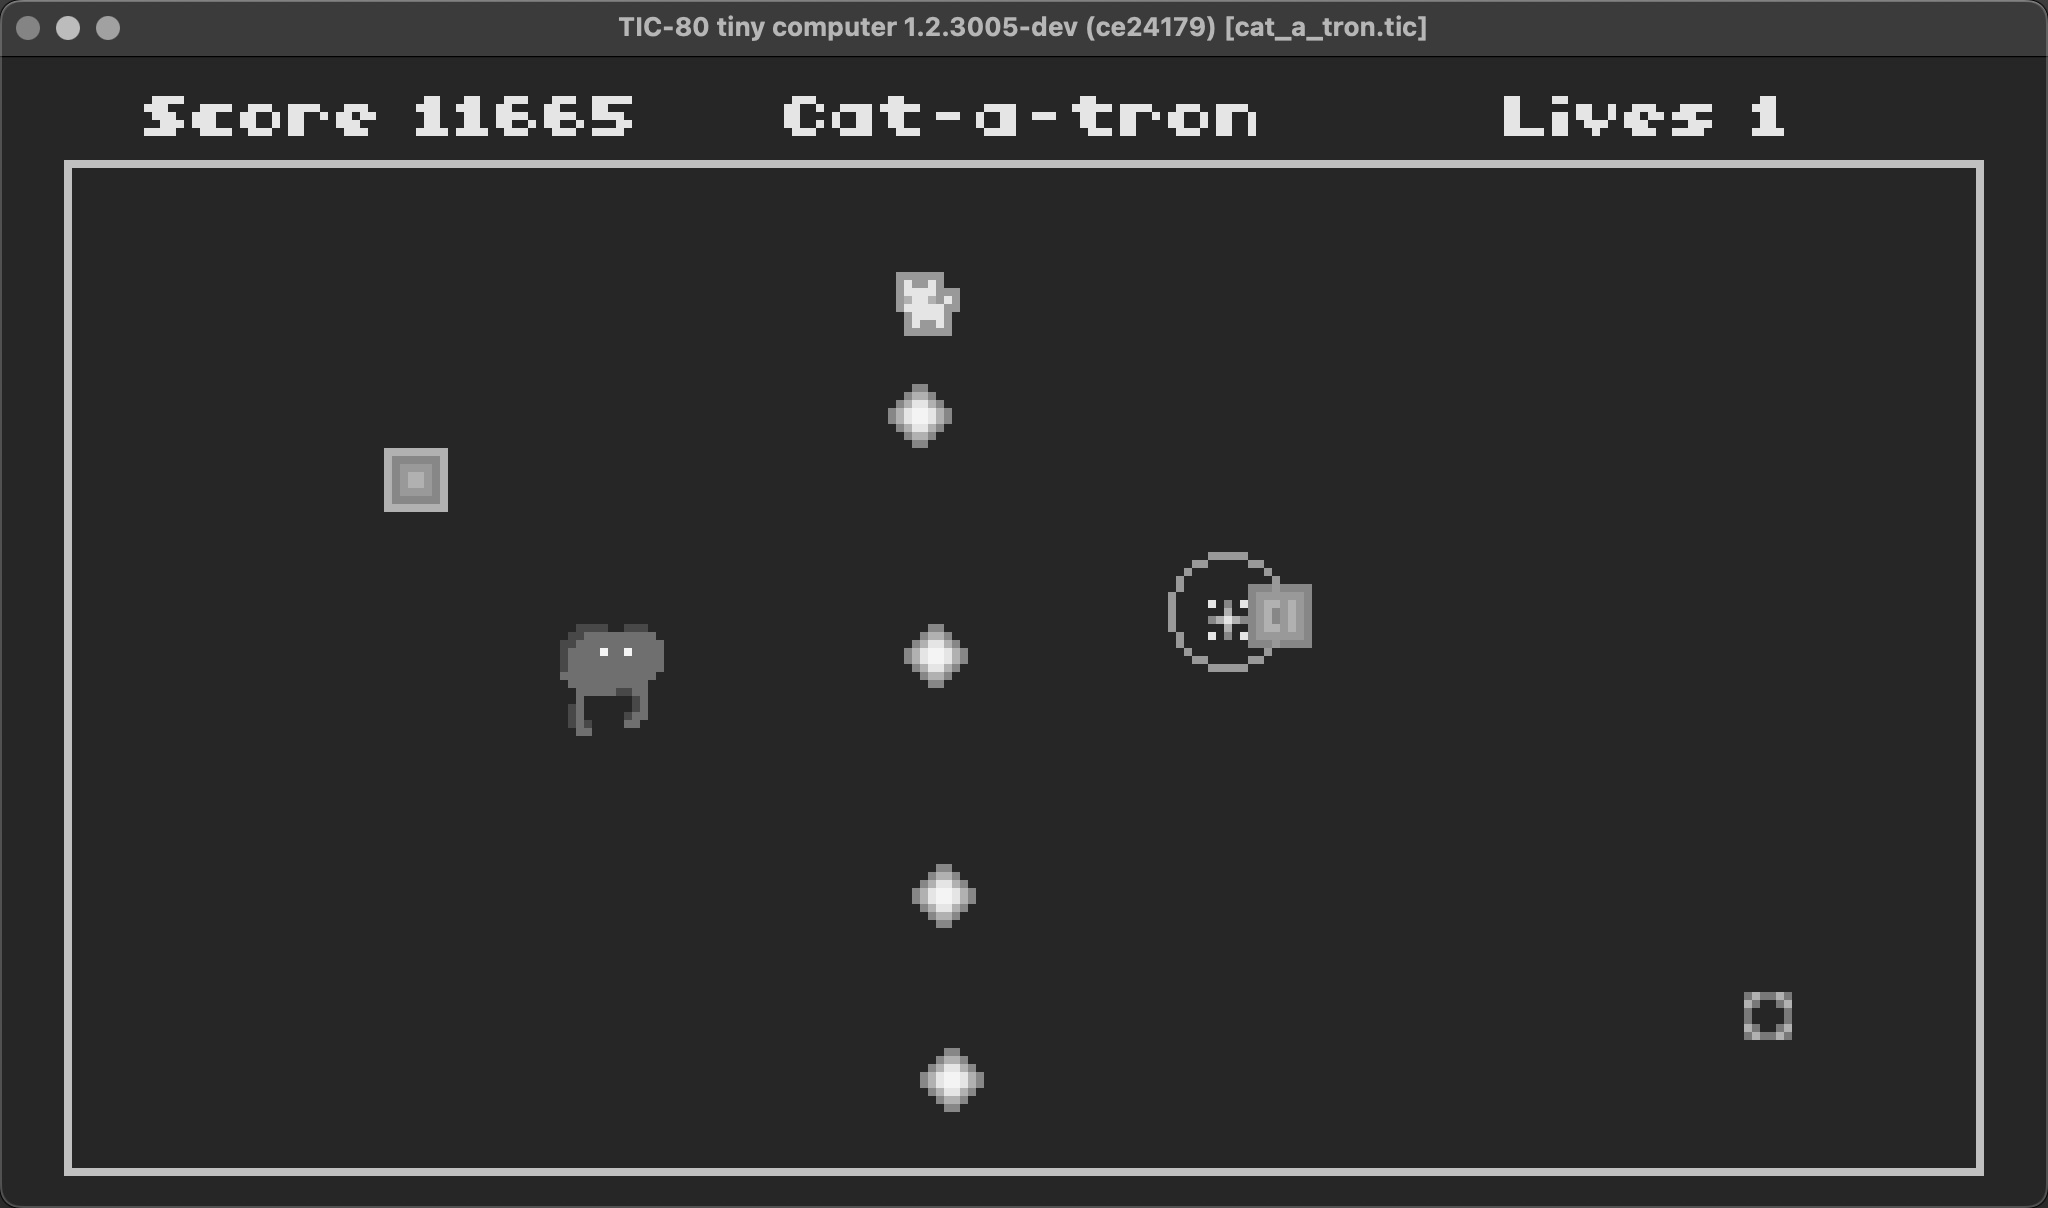 TIC-80 tiny computer 1.2.3005-dev (ce24179) [cat_a_tron.tic]
Score 11665 Cat-a-tron Lives 1